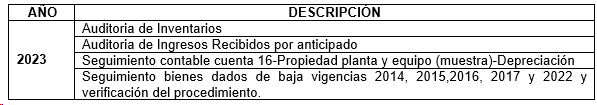 AÑO DESCRIPCIÓN
2023
Auditoria de Inventarios
Auditoria de Ingresos Recibidos por anticipado
Seguimiento contable cuenta 16-Propiedad planta y equipo (muestra)-Depreciación
Seguimiento bienes dados de baja vigencias 2014, 2015,2016, 2017 y 2022 y
verificación del procedimiento.